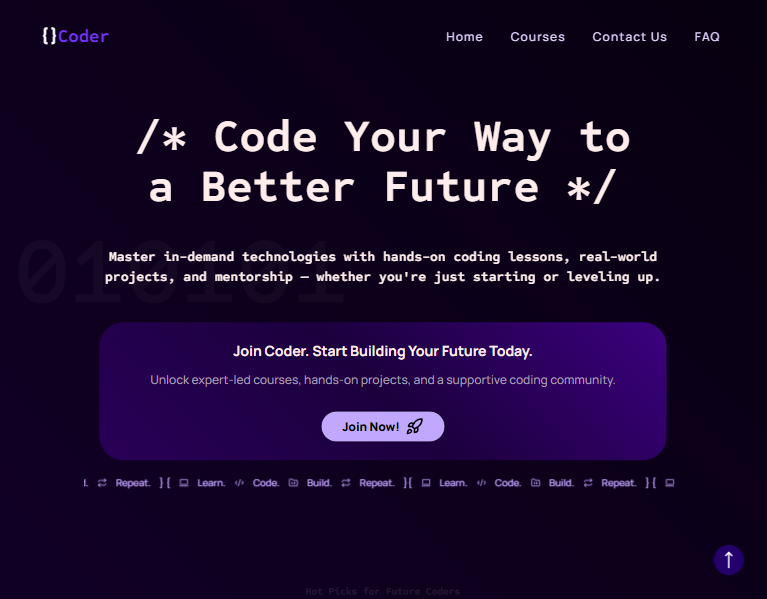 {}Coder
Home Courses Contact Us FAQ
/* Code Your Way to
a Better Future */
010101
Master in-demand technologies with hands-on coding lessons, real-world
projects, and mentorship — whether you're just starting or leveling up.
Join Coder. Start Building Your Future Today.
Unlock expert-led courses, hands-on projects, and a supportive coding community.
Join Now!
Repeat. } { Learn. Code. Build. Repeat. } { Learn. Code. Build. Repeat. } {
Hot Picks for Future Coders